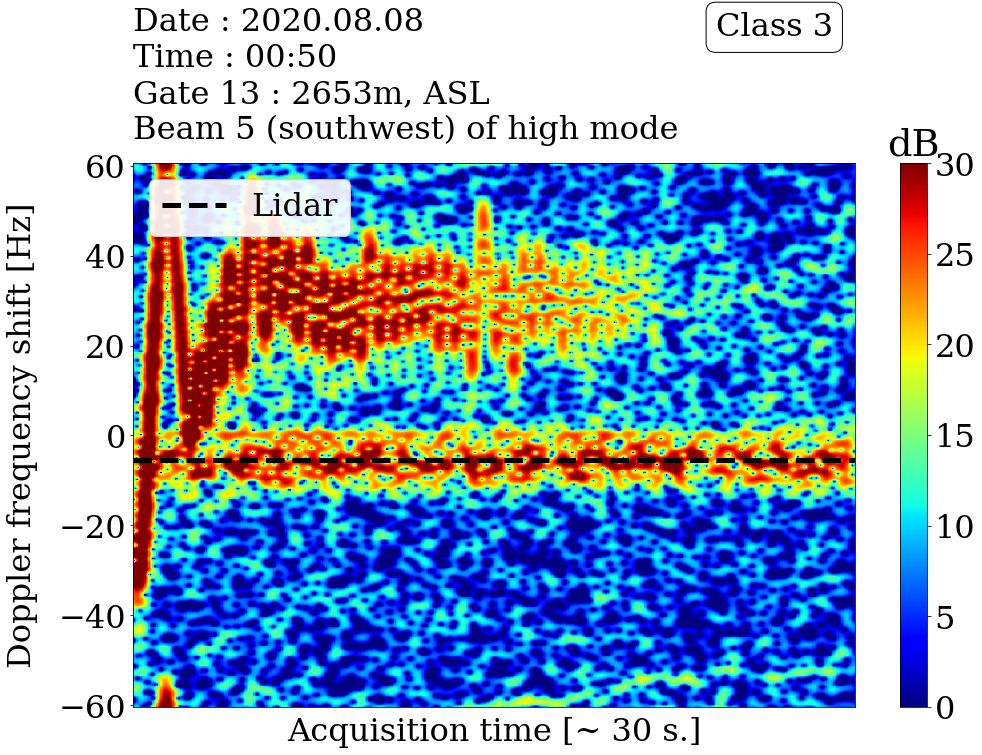 Date : 2020.08.08
Class 3
Time : 00:50
Gate 13 : 2653m, ASL
Beam 5 (southwest) of high mode
dB
Lidar
Doppler frequency shift [Hz]
60
40
20
0
−20
−40
−60
30
25
20
15
10
5
0
Acquisition time [~ 30 s.]